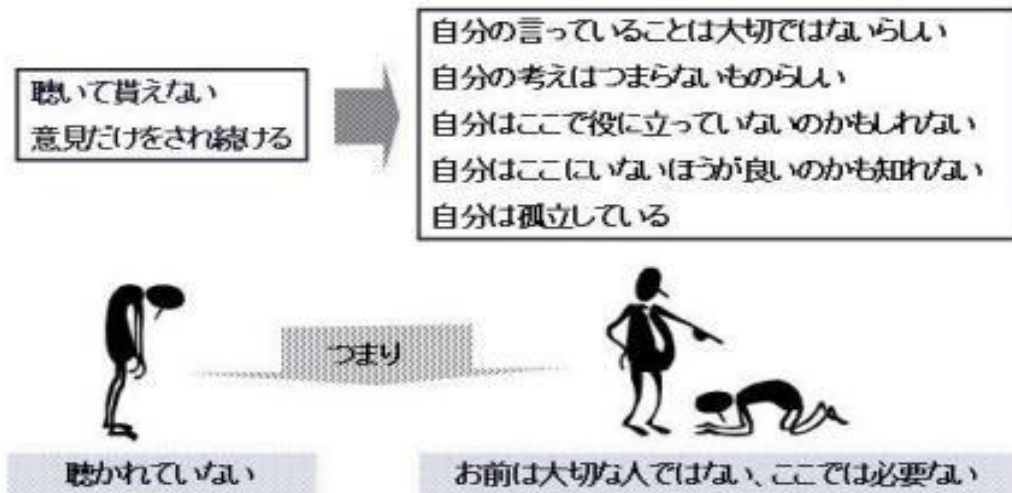 聴いて貰えない
意見だけをされ続ける
自分の言っていることは大切ではないらしい
自分の考えはつまらないものらしい
自分はここで役に立っていないのかもしれない
自分はここにいないほうが良いのかも知れない
自分は孤立している
つまり
聴かれていない
お前は大切な人ではない、ここでは必要ない